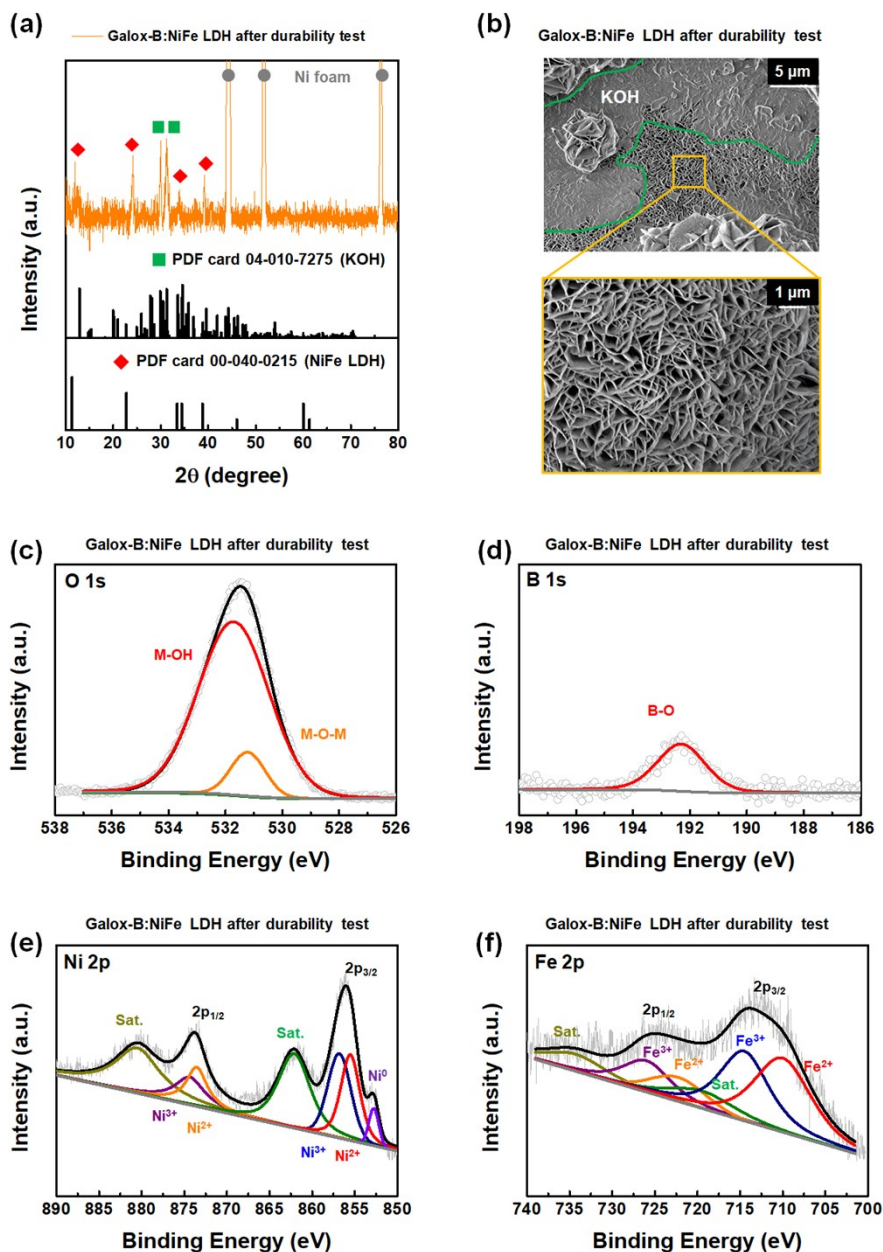 (a)
Galox-B:NiFe LDH after durability test
Ni foam
PDF card 04-010-7275 (KOH)
PDF card 00-040-0215 (NiFe LDH)
Intensity (a.u.)
10 20 30 40 50 60 70 80
2θ (degree)
(b)
Galox-B:NiFe LDH after durability test
KOH
5 µm
1 µm
(c)
Galox-B:NiFe LDH after durability test
O 1s
M-OH
M-O-M
Intensity (a.u.)
538 536 534 532 530 528 526
Binding Energy (eV)
(d)
Galox-B:NiFe LDH after durability test
B 1s
B-O
Intensity (a.u.)
198 196 194 192 190 188 186
Binding Energy (eV)
(e)
Galox-B:NiFe LDH after durability test
Ni 2p
2p3/2
2p1/2
Sat.
Sat.
Ni0
Ni3+
Ni2+
Ni3+
Ni2+
Intensity (a.u.)
890 885 880 875 870 865 860 855 850
Binding Energy (eV)
(f)
Galox-B:NiFe LDH after durability test
Fe 2p
2p1/2
2p3/2
Sat.
Fe3+
Fe3+
Fe2+
Fe2+
Sat.
Intensity (a.u.)
740 735 730 725 720 715 710 705 700
Binding Energy (eV)